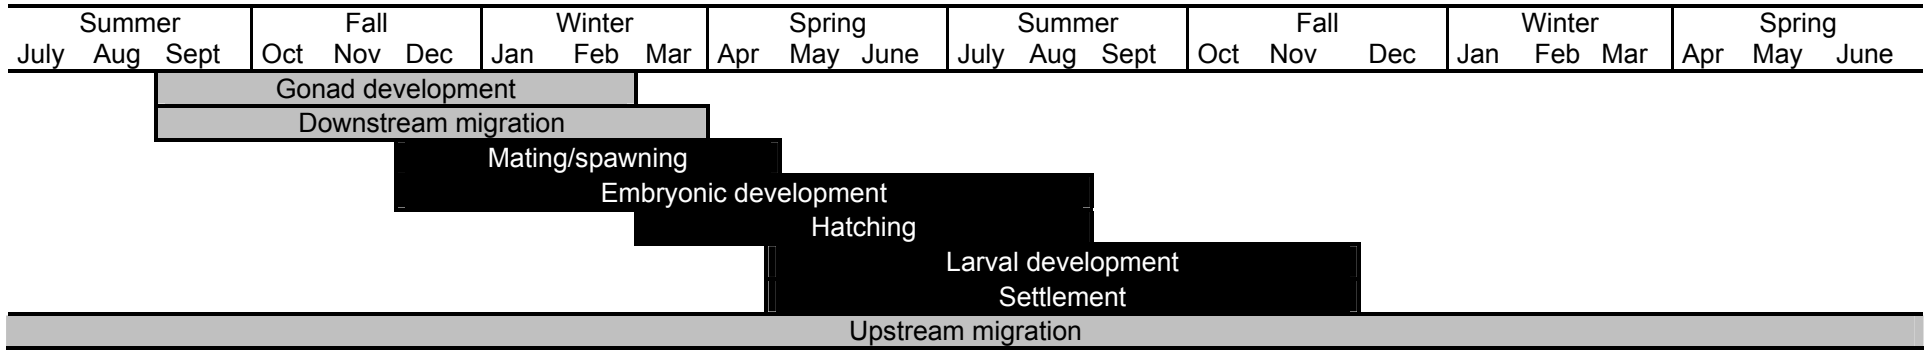 Summer Fall Winter Spring Summer Fall Winter Spring
July Aug Sept Oct Nov Dec Jan Feb Mar Apr May June July Aug Sept Oct Nov Dec Jan Feb Mar Apr May June
Gonad development
Downstream migration
Mating/spawning
Embryonic development
Hatching
Larval development
Settlement
Upstream migration